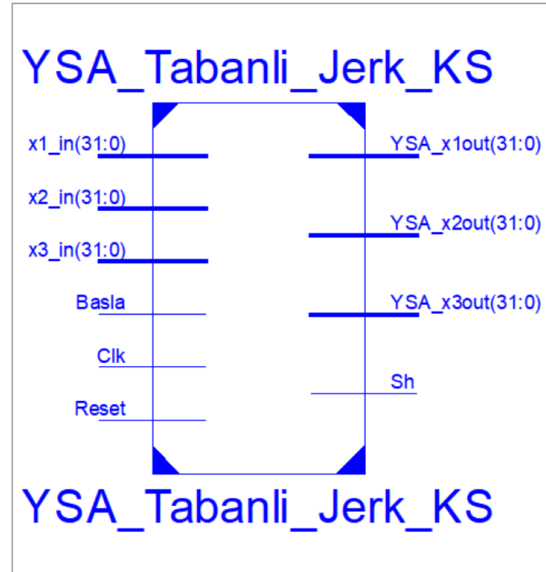 YSA_Tabanli_Jerk_KS
x1_in(31:0)
YSA_x1out(31:0)
x2_in(31:0)
YSA_x2out(31:0)
x3_in(31:0)
Basla
YSA_x3out(31:0)
Clk
Sh
Reset
YSA_Tabanli_Jerk_KS